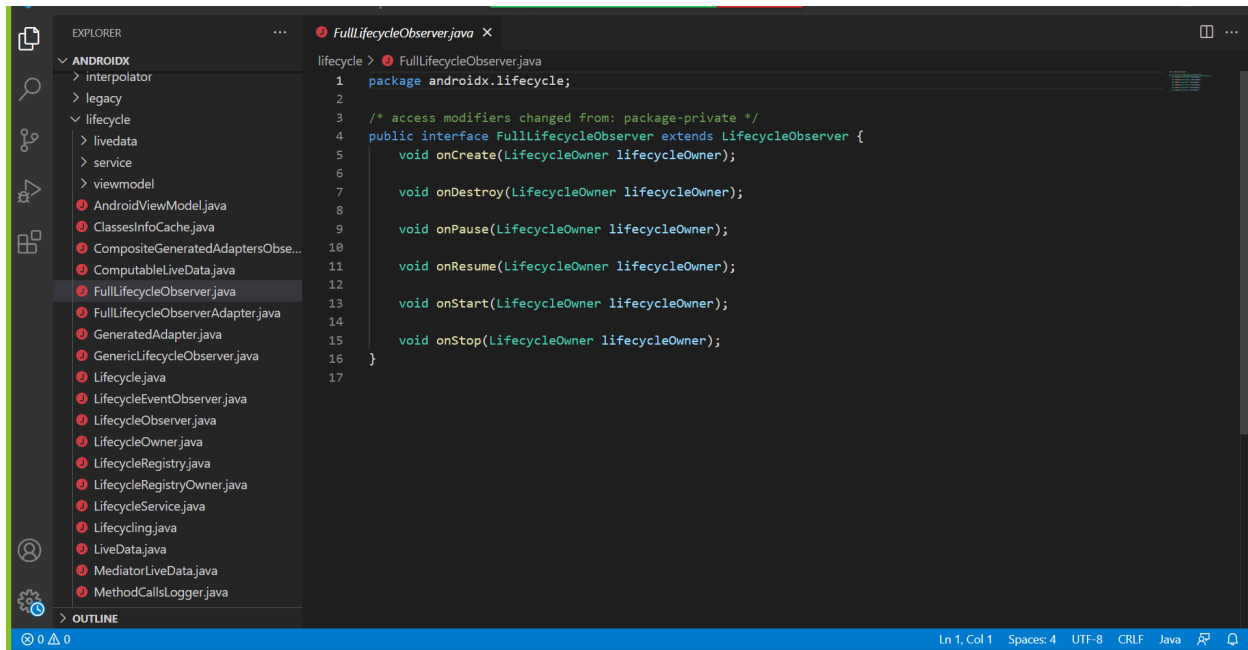 EXPLORER
ANDROIDX
interpolator
legacy
lifecycle
livedata
service
viewmodel
AndroidViewModel.java
ClassesInfoCache.java
CompositeGeneratedAdaptersObse...
ComputableLiveData.java
FullLifecycleObserver.java
FullLifecycleObserverAdapter.java
GeneratedAdapter.java
GenericLifecycleObserver.java
Lifecycle.java
LifecycleEventObserver.java
LifecycleObserver.java
LifecycleOwner.java
LifecycleRegistry.java
LifecycleRegistryOwner.java
LifecycleService.java
Lifecycling.java
LiveData.java
MediatorLiveData.java
MethodCallsLogger.java
OUTLINE
FullLifecycleObserver.java
lifecycle > FullLifecycleObserver.java
1 package androidx.lifecycle;
2
3 /* access modifiers changed from: package-private */
4 public interface FullLifecycleObserver extends LifecycleObserver {
5 void onCreate(LifecycleOwner lifecycleOwner);
6
7 void onDestroy(LifecycleOwner lifecycleOwner);
8
9 void onPause(LifecycleOwner lifecycleOwner);
10
11 void onResume(LifecycleOwner lifecycleOwner);
12
13 void onStart(LifecycleOwner lifecycleOwner);
14
15 void onStop(LifecycleOwner lifecycleOwner);
16 }
17
0 0 Ln 1, Col 1 Spaces: 4 UTF-8 CRLF Java